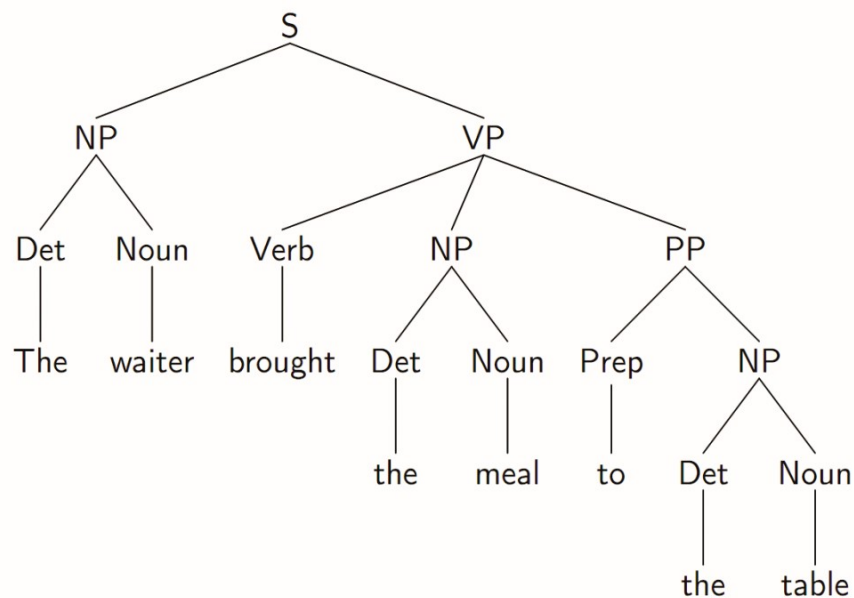 S
NP VP
Det Noun Verb NP PP
The waiter brought Det Noun Prep NP
the meal to Det Noun
the table